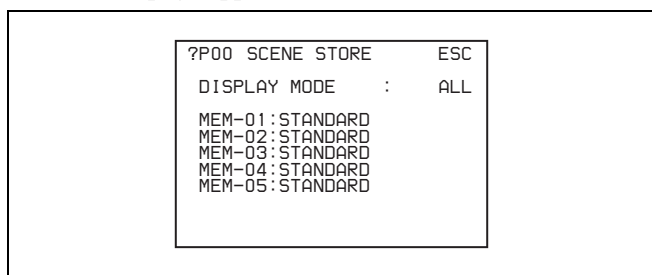 ?P00 SCENE STORE ESC
DISPLAY MODE : ALL
MEM-01:STANDARD
MEM-02:STANDARD
MEM-03:STANDARD
MEM-04:STANDARD
MEM-05:STANDARD